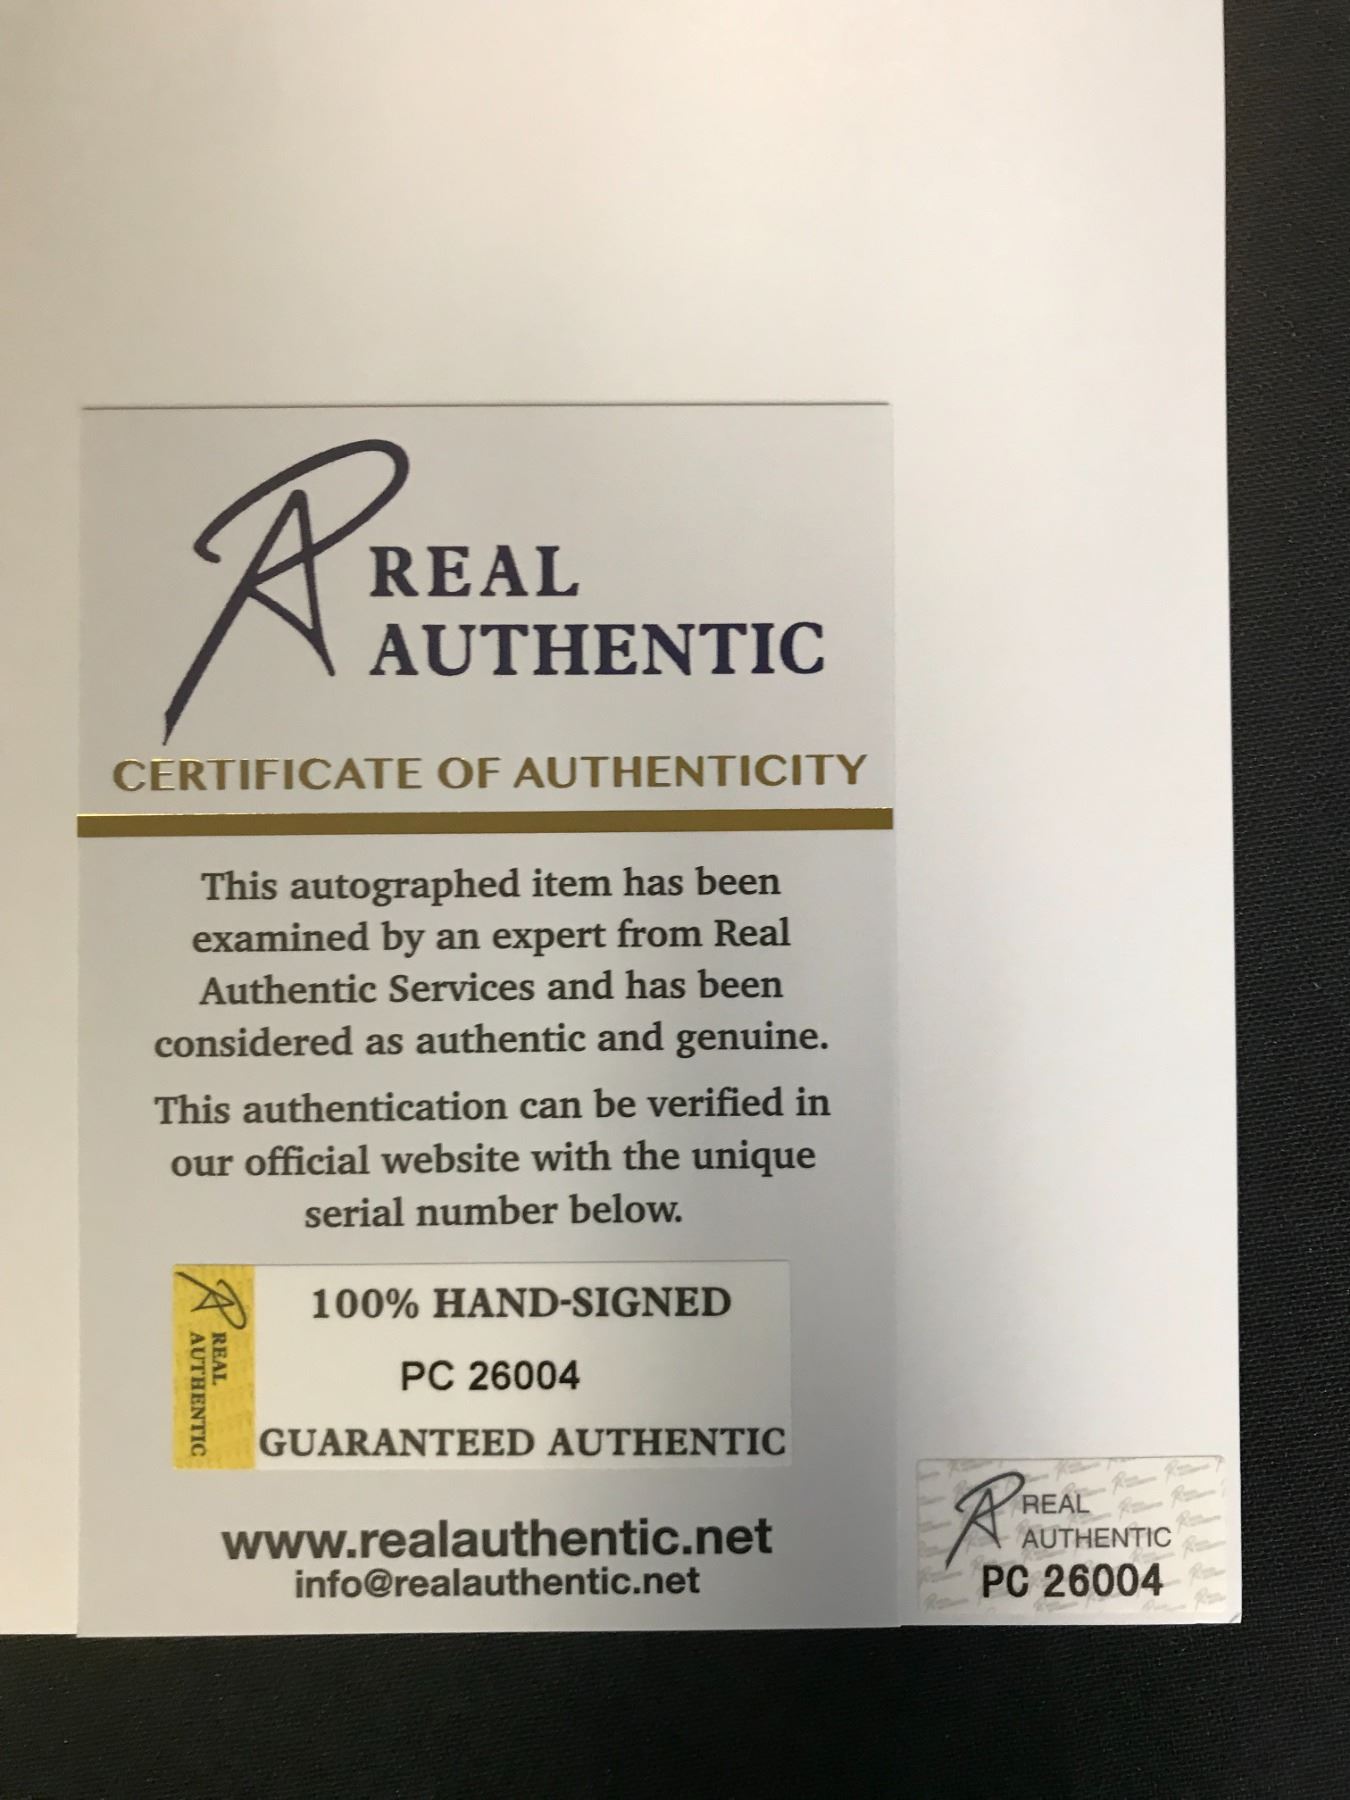 REAL
AUTHENTIC
CERTIFICATE OF AUTHENTICITY
This autographed item has been
examined by an expert from Real
Authentic Services and has been
considered as authentic and genuine.
This authentication can be verified in
our official website with the unique
serial number below.
REAL
AUTHENTIC
100% HAND-SIGNED
PC 26004
GUARANTEED AUTHENTIC
www.realauthentic.net
info@realauthentic.net
REAL
AUTHENTIC
PC 26004